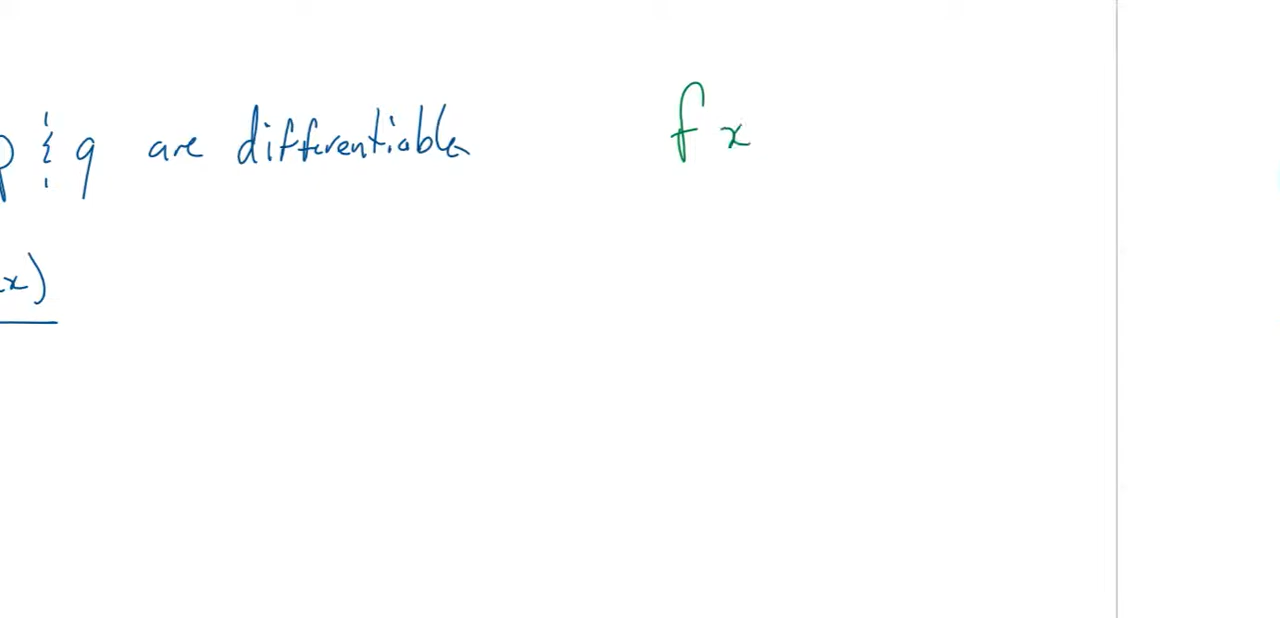 p & q are differentiable f x
x)